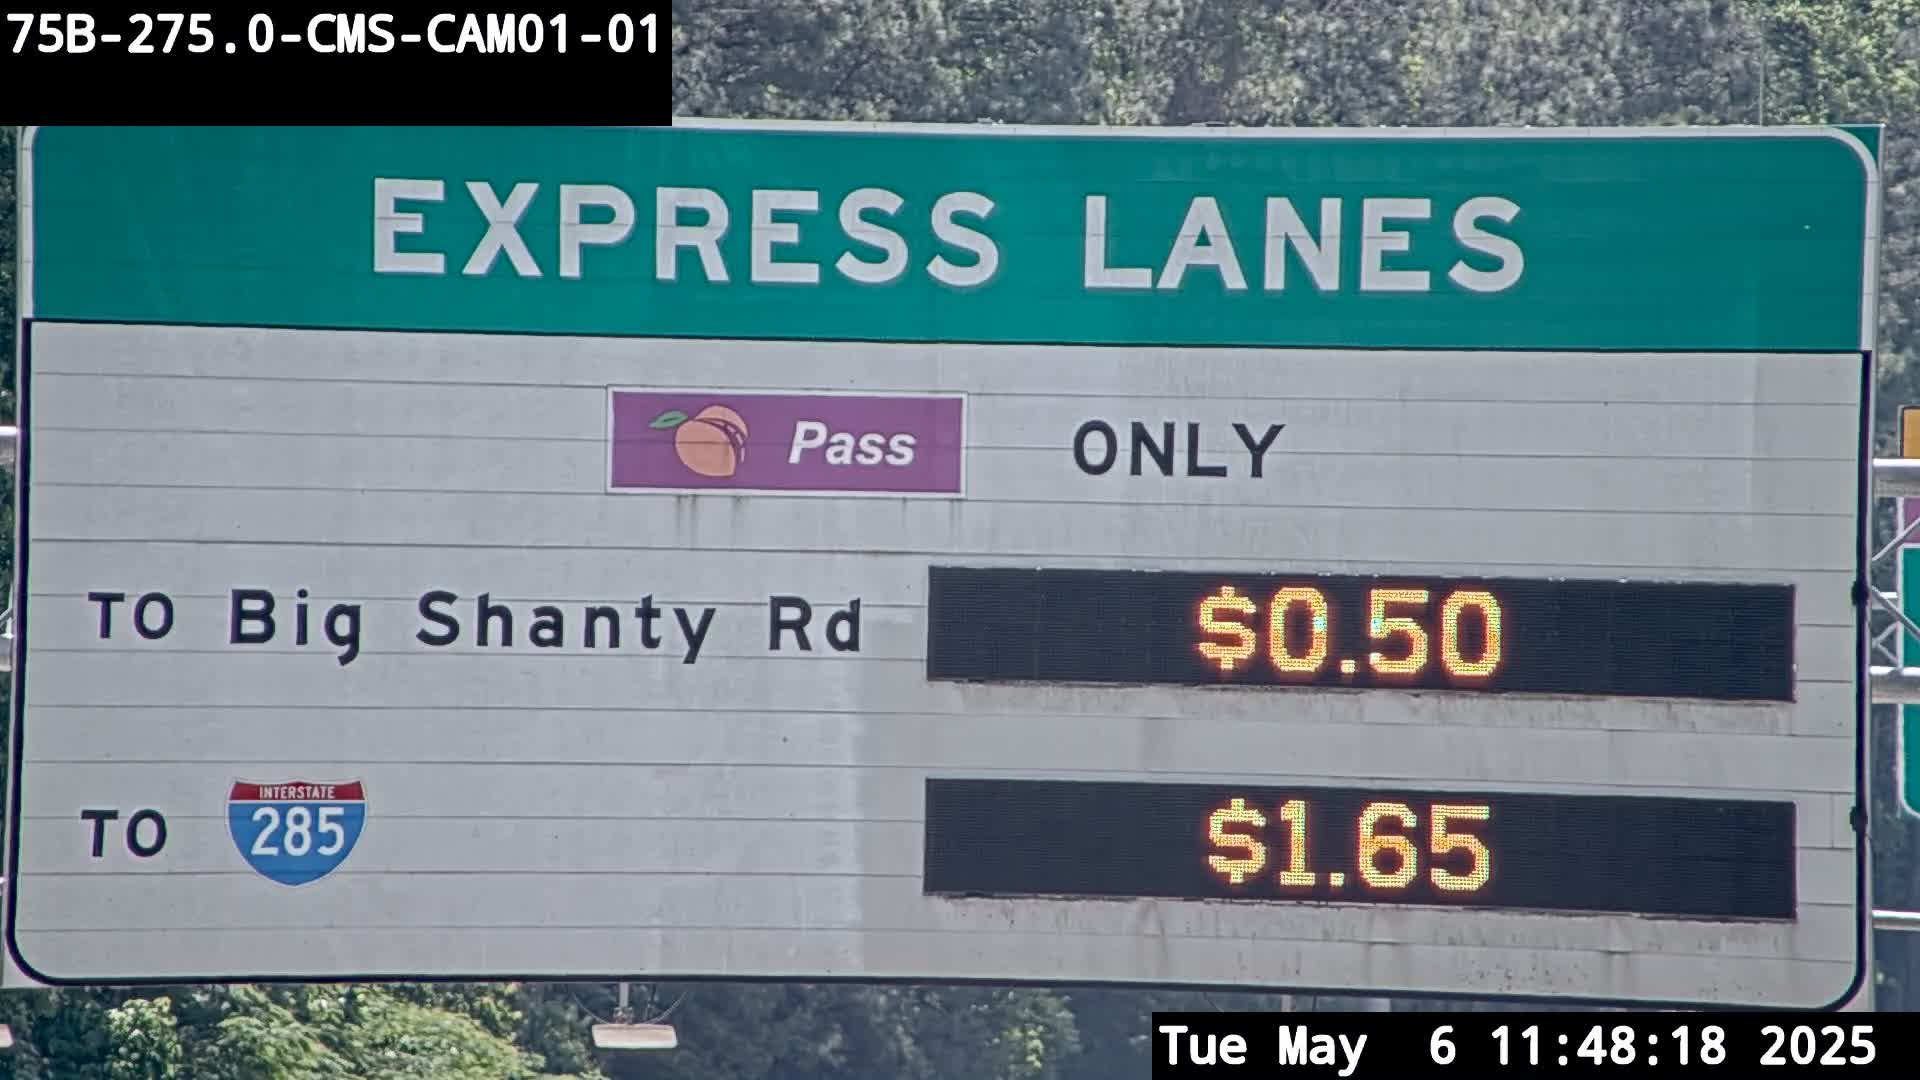 75B-275.0-CMS-CAM01-01
EXPRESS LANES
Pass ONLY
TO Big Shanty Rd $0.50
INTERSTATE
TO 285 $1.65
Tue May 6 11:48:18 2025